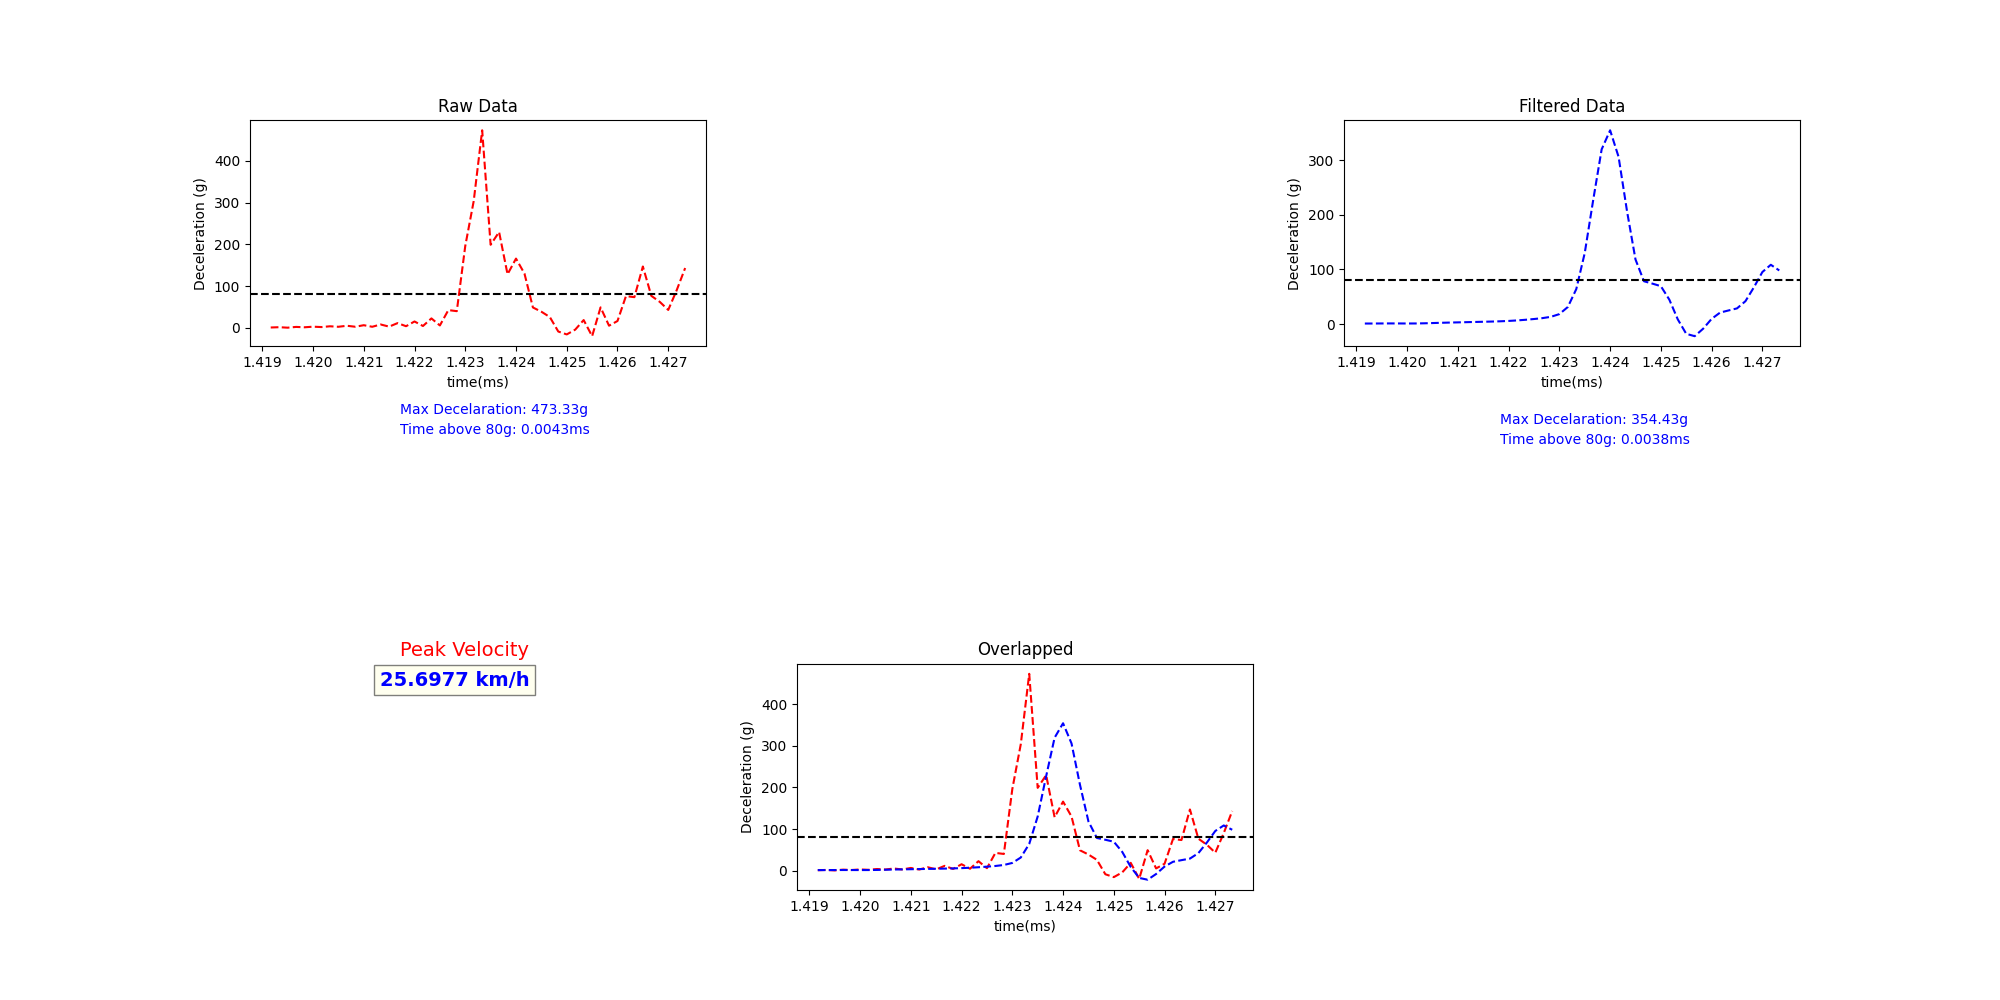 Raw Data
Deceleration (g)
400
300
200
100
0
1.419 1.420 1.421 1.422 1.423 1.424 1.425 1.426 1.427
time(ms)
Max Decelaration: 473.33g
Time above 80g: 0.0043ms
Filtered Data
Deceleration (g)
300
200
100
0
1.419 1.420 1.421 1.422 1.423 1.424 1.425 1.426 1.427
time(ms)
Max Decelaration: 354.43g
Time above 80g: 0.0038ms
Peak Velocity
25.6977 km/h
Overlapped
Deceleration (g)
400
300
200
100
0
1.419 1.420 1.421 1.422 1.423 1.424 1.425 1.426 1.427
time(ms)